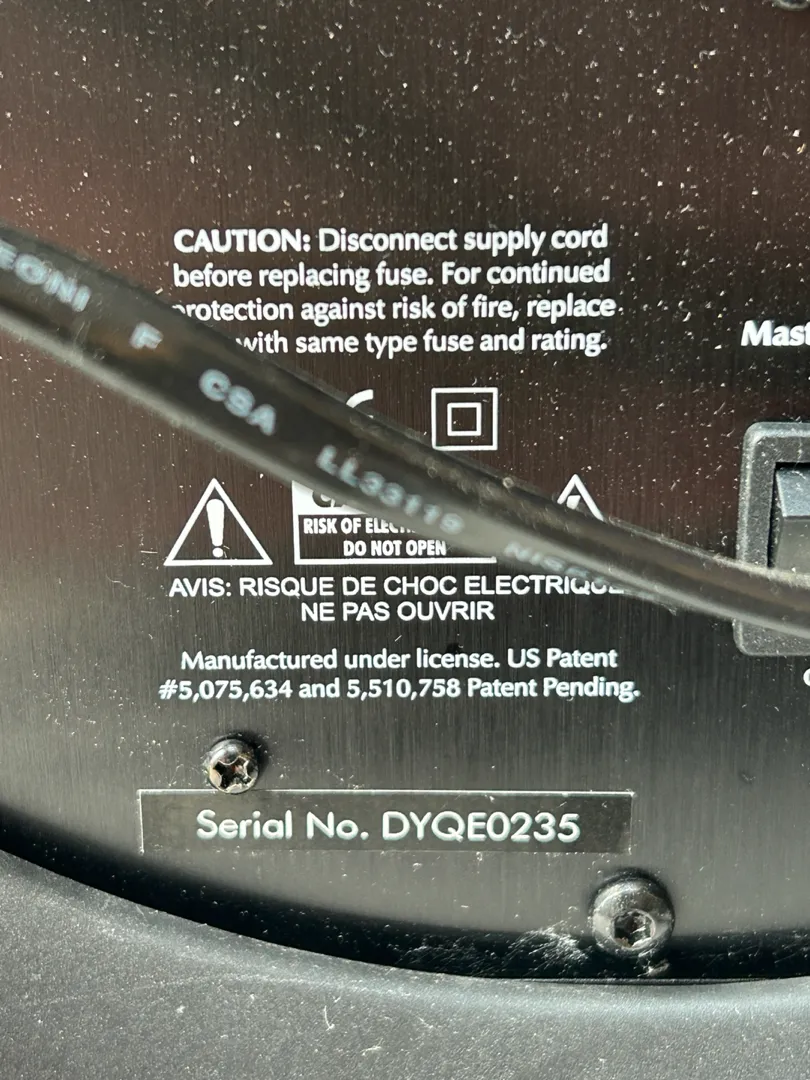 CAUTION: Disconnect supply cord
before replacing fuse. For continued
protection against risk of fire, replace
with same type fuse and rating.
Mast
F CSA LL33119
RISK OF
DO NOT OPEN
AVIS: RISQUE DE CHOC ELECTRIQUE
NE PAS OUVRIR
Manufactured under license. US Patent
#5,075,634 and 5,510,758 Patent Pending.
Serial No. DYQE0235